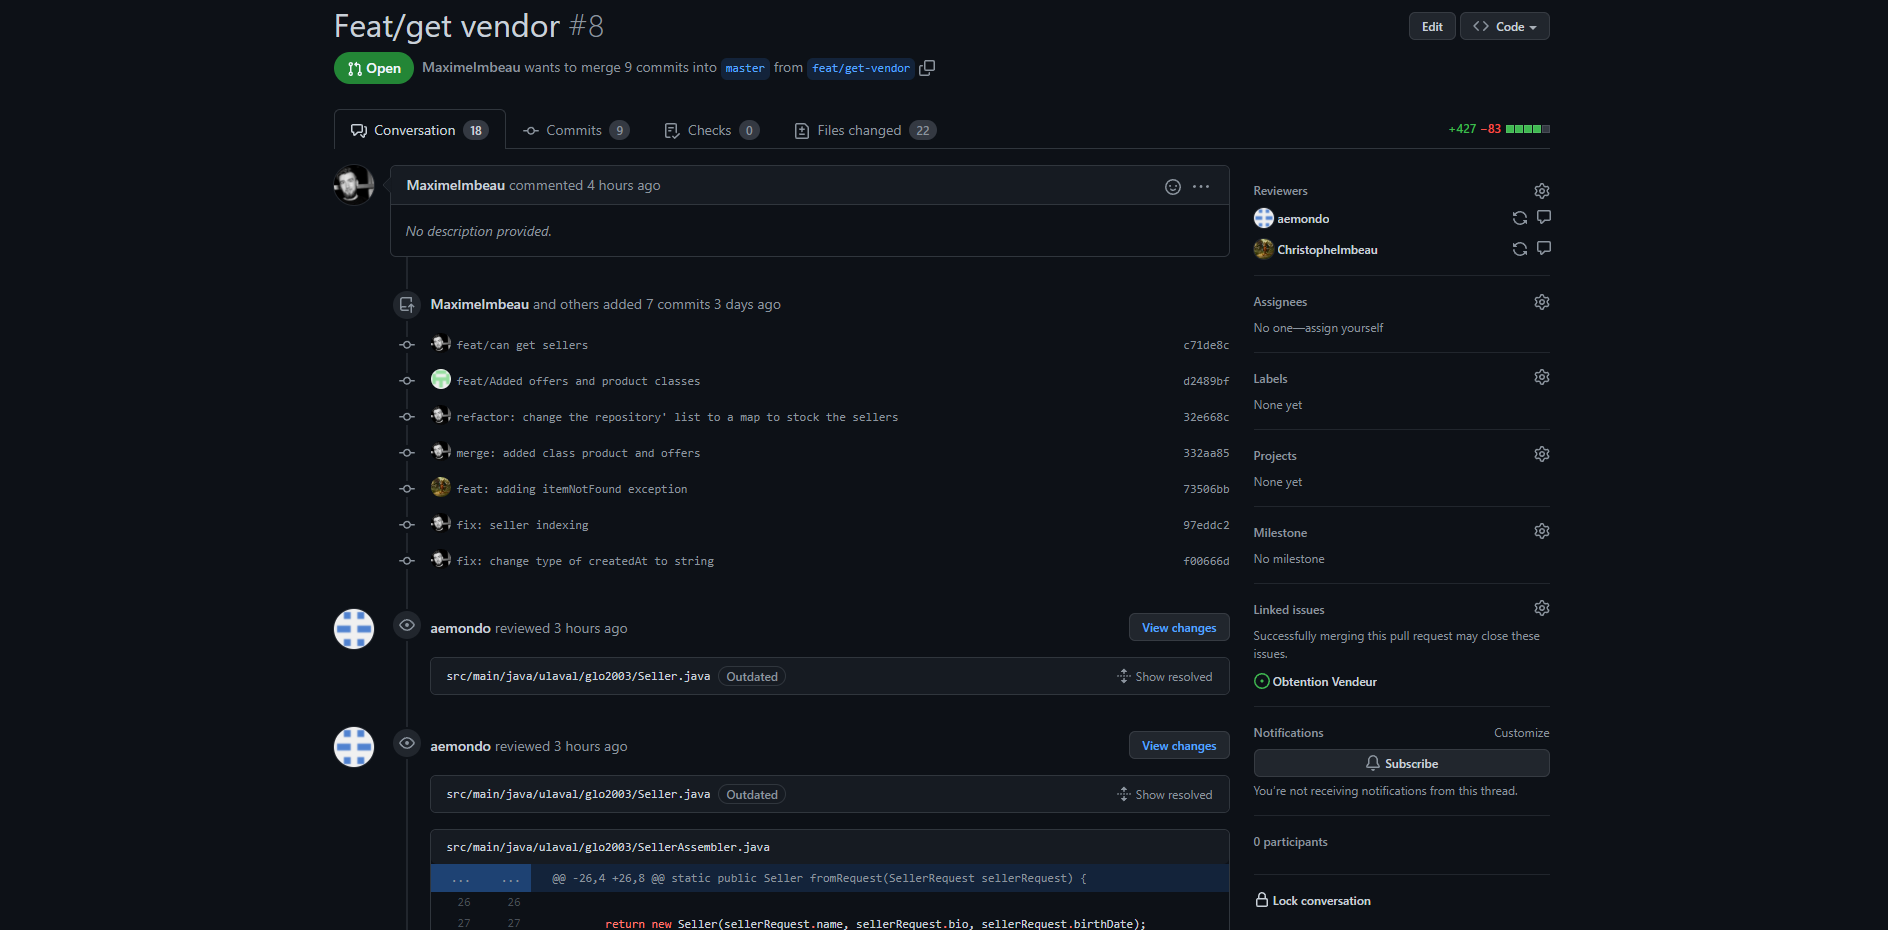 Feat/get vendor #8
Edit
Code
Open
MaximeImbeau wants to merge 9 commits into master from feat/get-vendor
Conversation 18
Commits 9
Checks 0
Files changed 22
+427 −83
MaximeImbeau commented 4 hours ago
No description provided.
MaximeImbeau and others added 7 commits 3 days ago
feat/can get sellers c71de8c
feat/Added offers and product classes d2489bf
refactor: change the repository' list to a map to stock the sellers 32e668c
merge: added class product and offers 332aa85
feat: adding itemNotFound exception 73506bb
fix: seller indexing 97eddc2
fix: change type of createdAt to string f00666d
aemondo reviewed 3 hours ago
View changes
src/main/java/ulaval/glo2003/Seller.java Outdated
Show resolved
aemondo reviewed 3 hours ago
View changes
src/main/java/ulaval/glo2003/Seller.java Outdated
Show resolved
src/main/java/ulaval/glo2003/SellerAssembler.java
... ... @@ -26,4 +26,8 @@ static public Seller fromRequest(SellerRequest sellerRequest) {
26 26
27 27 return new Seller(sellerRequest.name, sellerRequest.bio, sellerRequest.birthDate);
Reviewers
aemondo
ChristopheImbeau
Assignees
No one—assign yourself
Labels
None yet
Projects
None yet
Milestone
No milestone
Linked issues
Successfully merging this pull request may close these
issues.
Obtention Vendeur
Notifications
Customize
Subscribe
You're not receiving notifications from this thread.
0 participants
Lock conversation